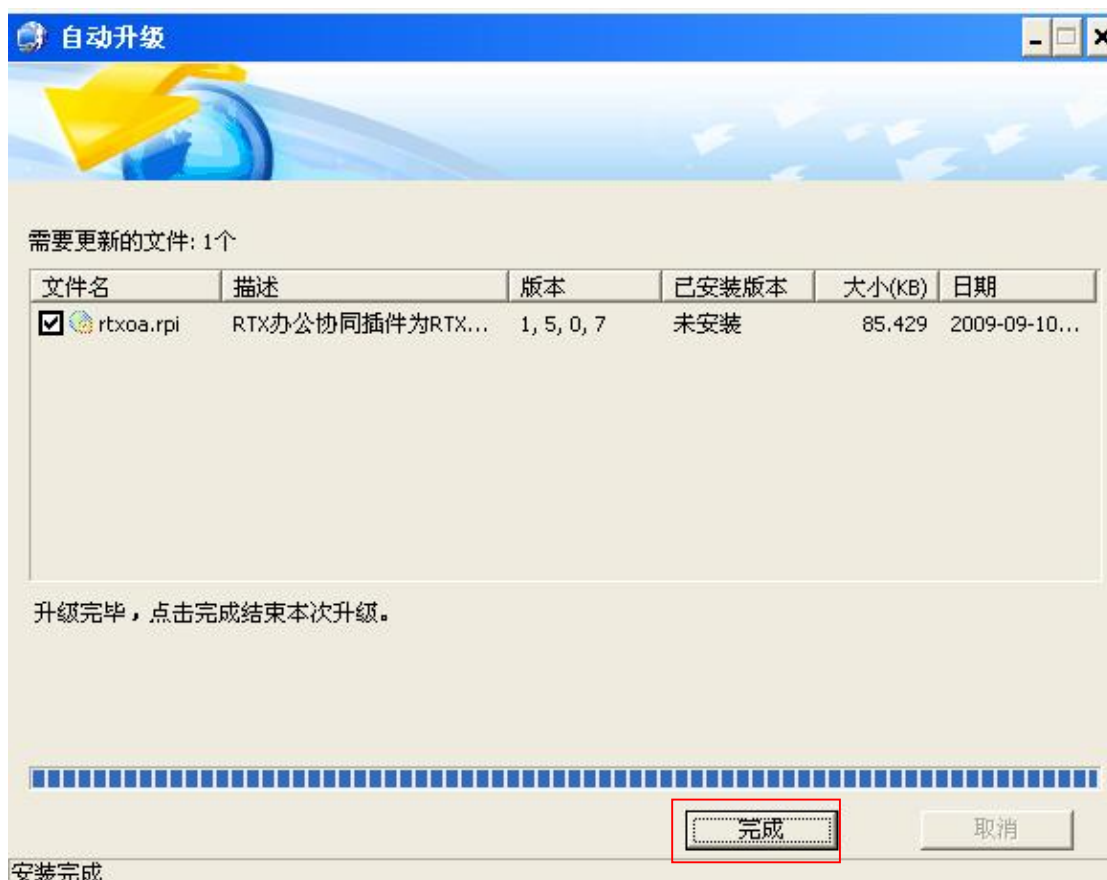 自动升级
需要更新的文件: 1个
文件名 描述 版本 已安装版本 大小(KB) 日期
rtxoa.rpi RTX办公协同插件为RTX... 1, 5, 0, 7 未安装 85.429 2009-09-10...
升级完毕，点击完成结束本次升级。
完成 取消
安装完成